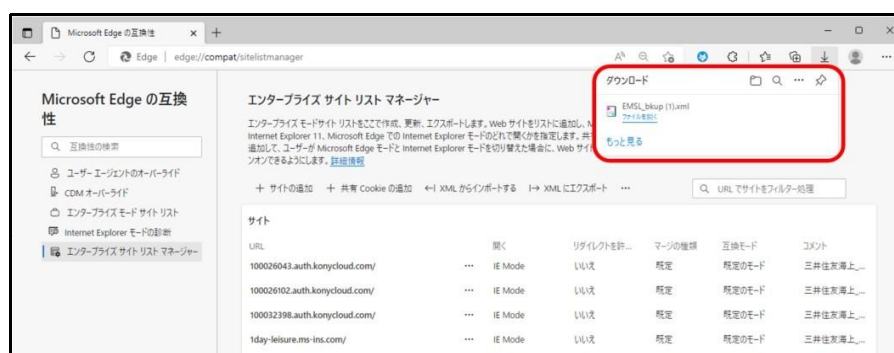 Microsoft Edge の互換性
Edge
edge://compat/sitelistmanager
ダウンロード
EMSL_bkup (1).xml
ファイルを開く
もっと見る
Microsoft Edge の互換
性
互換性の検索
ユーザー エージェントのオーバーライド
CDM オーバーライド
エンタープライズ モード サイト リスト
Internet Explorer モードの診断
エンタープライズ サイト リスト マネージャー
エンタープライズ サイト リスト マネージャー
エンタープライズ モードサイト リストをここで作成、更新、エクスポートします。Web サイトをリストに追加し、M
Internet Explorer 11、Microsoft Edge での Internet Explorer モードのどれで開くかを指定します。共
追加して、ユーザーが Microsoft Edge モードと Internet Explorer モードを切り替えた場合に、Web サイ
ンオンできるようにします。詳細情報
サイトの追加 共有 Cookie の追加 XML からインポートする XML にエクスポート ...
URL でサイトをフィルター処理
サイト
URL 開く リダイレクトを許... マージの種類 互換モード コメント
100026043.auth.konycloud.com/ ... IE Mode いいえ 既定 既定のモード 三井住友海上_...
100026102.auth.konycloud.com/ ... IE Mode いいえ 既定 既定のモード 三井住友海上_...
100032398.auth.konycloud.com/ ... IE Mode いいえ 既定 既定のモード 三井住友海上_...
1day-leisure.ms-ins.com/ ... IE Mode いいえ 既定 既定のモード 三井住友海上_...